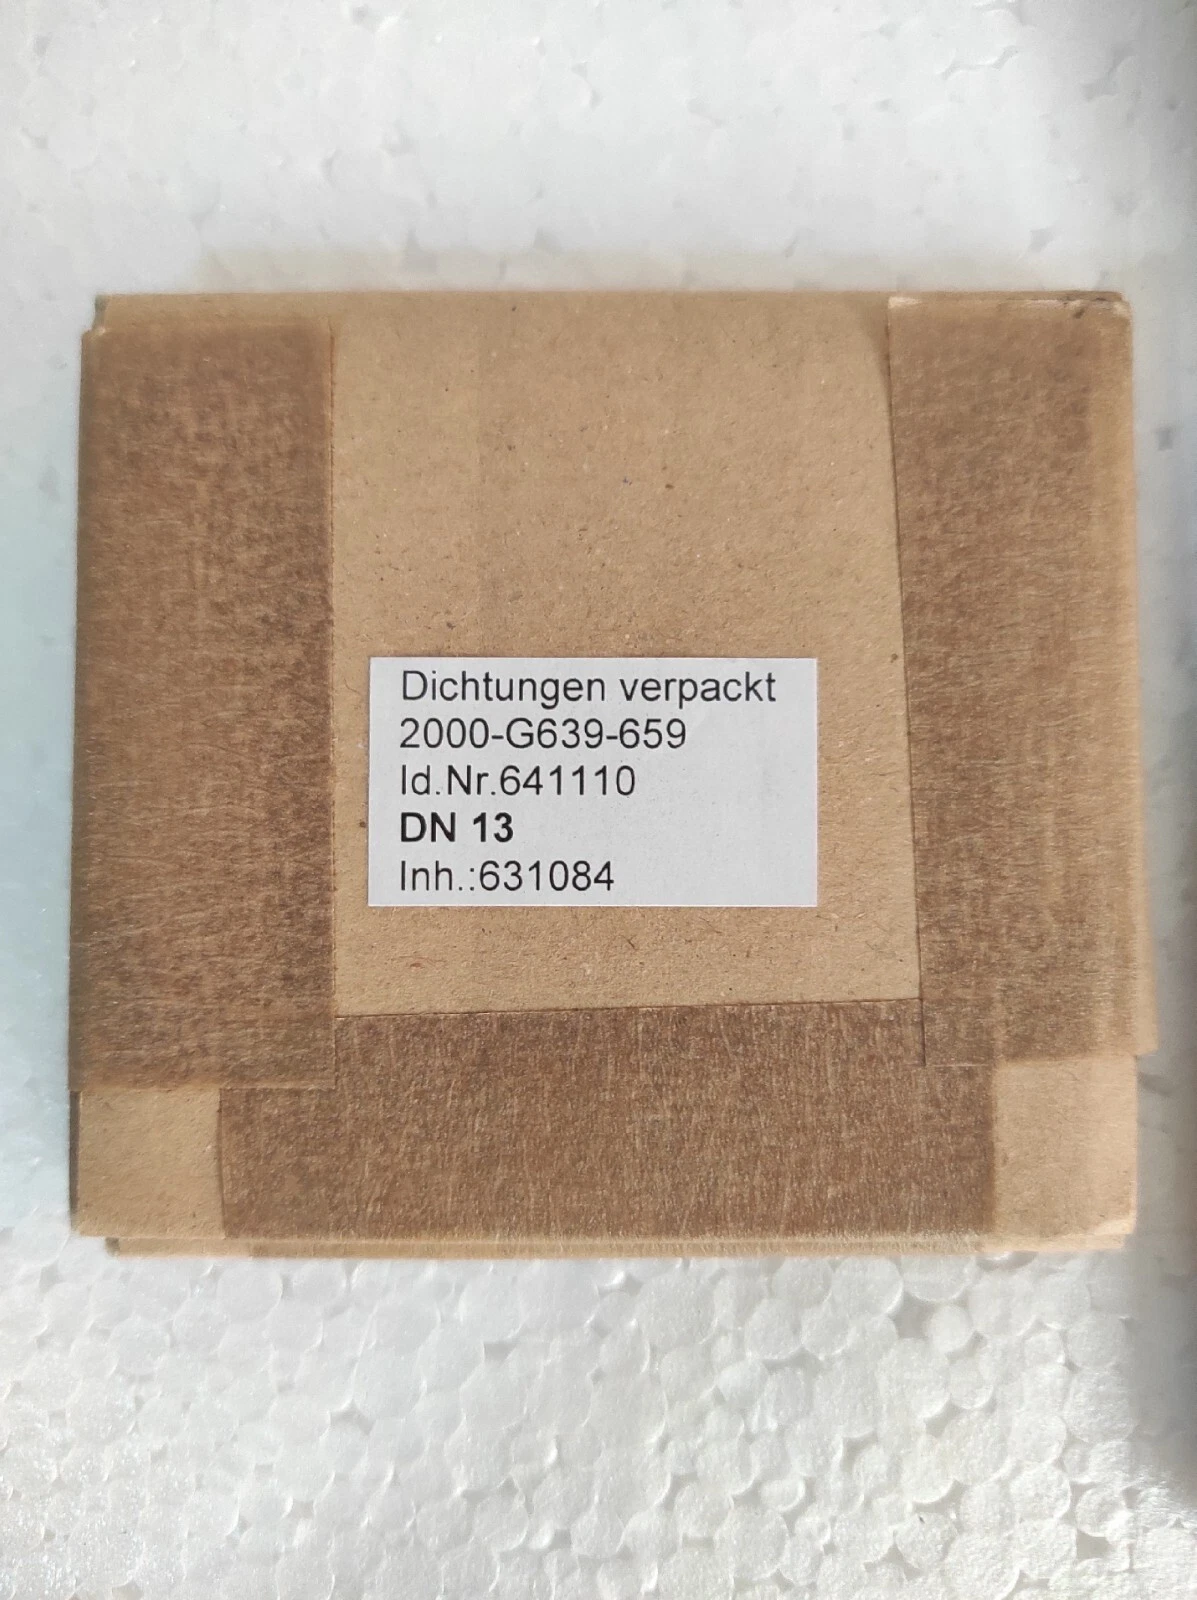 Dichtungen verpackt
2000-G639-659
Id.Nr.641110
DN 13
Inh.:631084